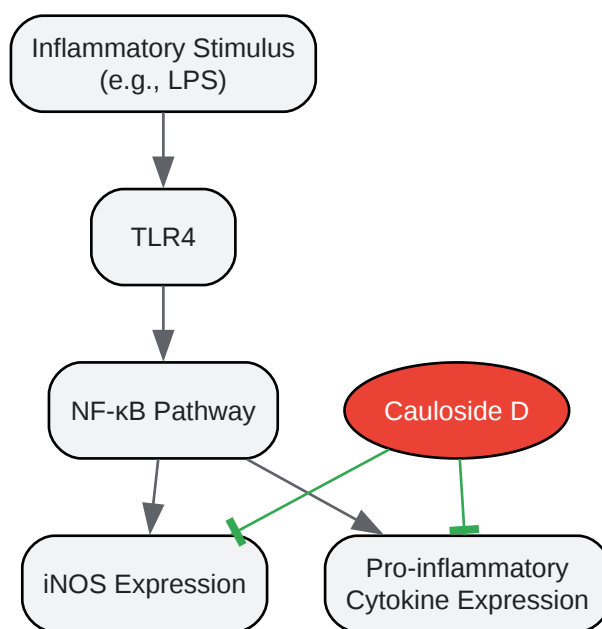 Inflammatory Stimulus
(e.g., LPS)
TLR4
NF-κB Pathway
Cauloside D
iNOS Expression
Pro-inflammatory
Cytokine Expression